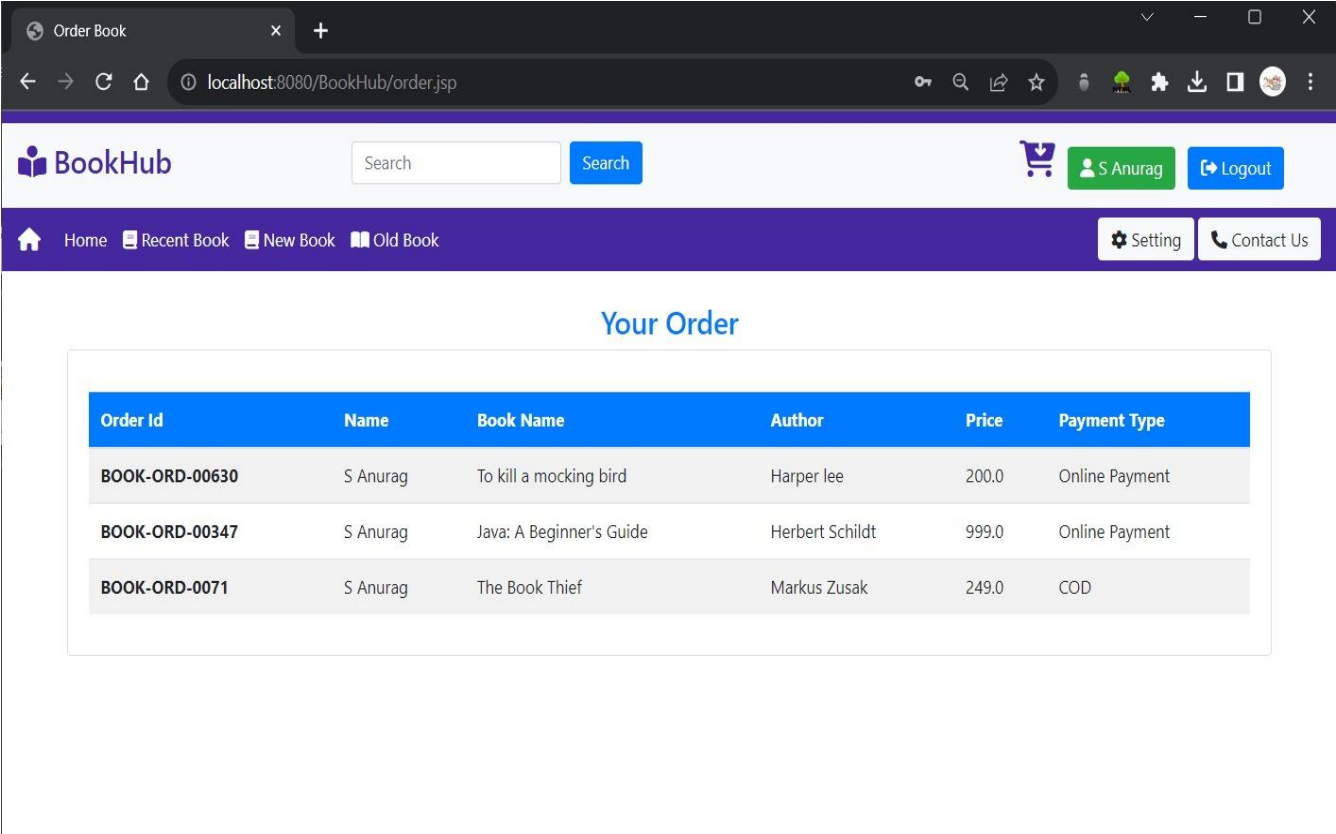 Order Book
localhost:8080/BookHub/order.jsp
BookHub Search Search S Anurag Logout
Home Recent Book New Book Old Book Setting Contact Us
Your Order
Order Id Name Book Name Author Price Payment Type
BOOK-ORD-00630 S Anurag To kill a mocking bird Harper lee 200.0 Online Payment
BOOK-ORD-00347 S Anurag Java: A Beginner's Guide Herbert Schildt 999.0 Online Payment
BOOK-ORD-0071 S Anurag The Book Thief Markus Zusak 249.0 COD